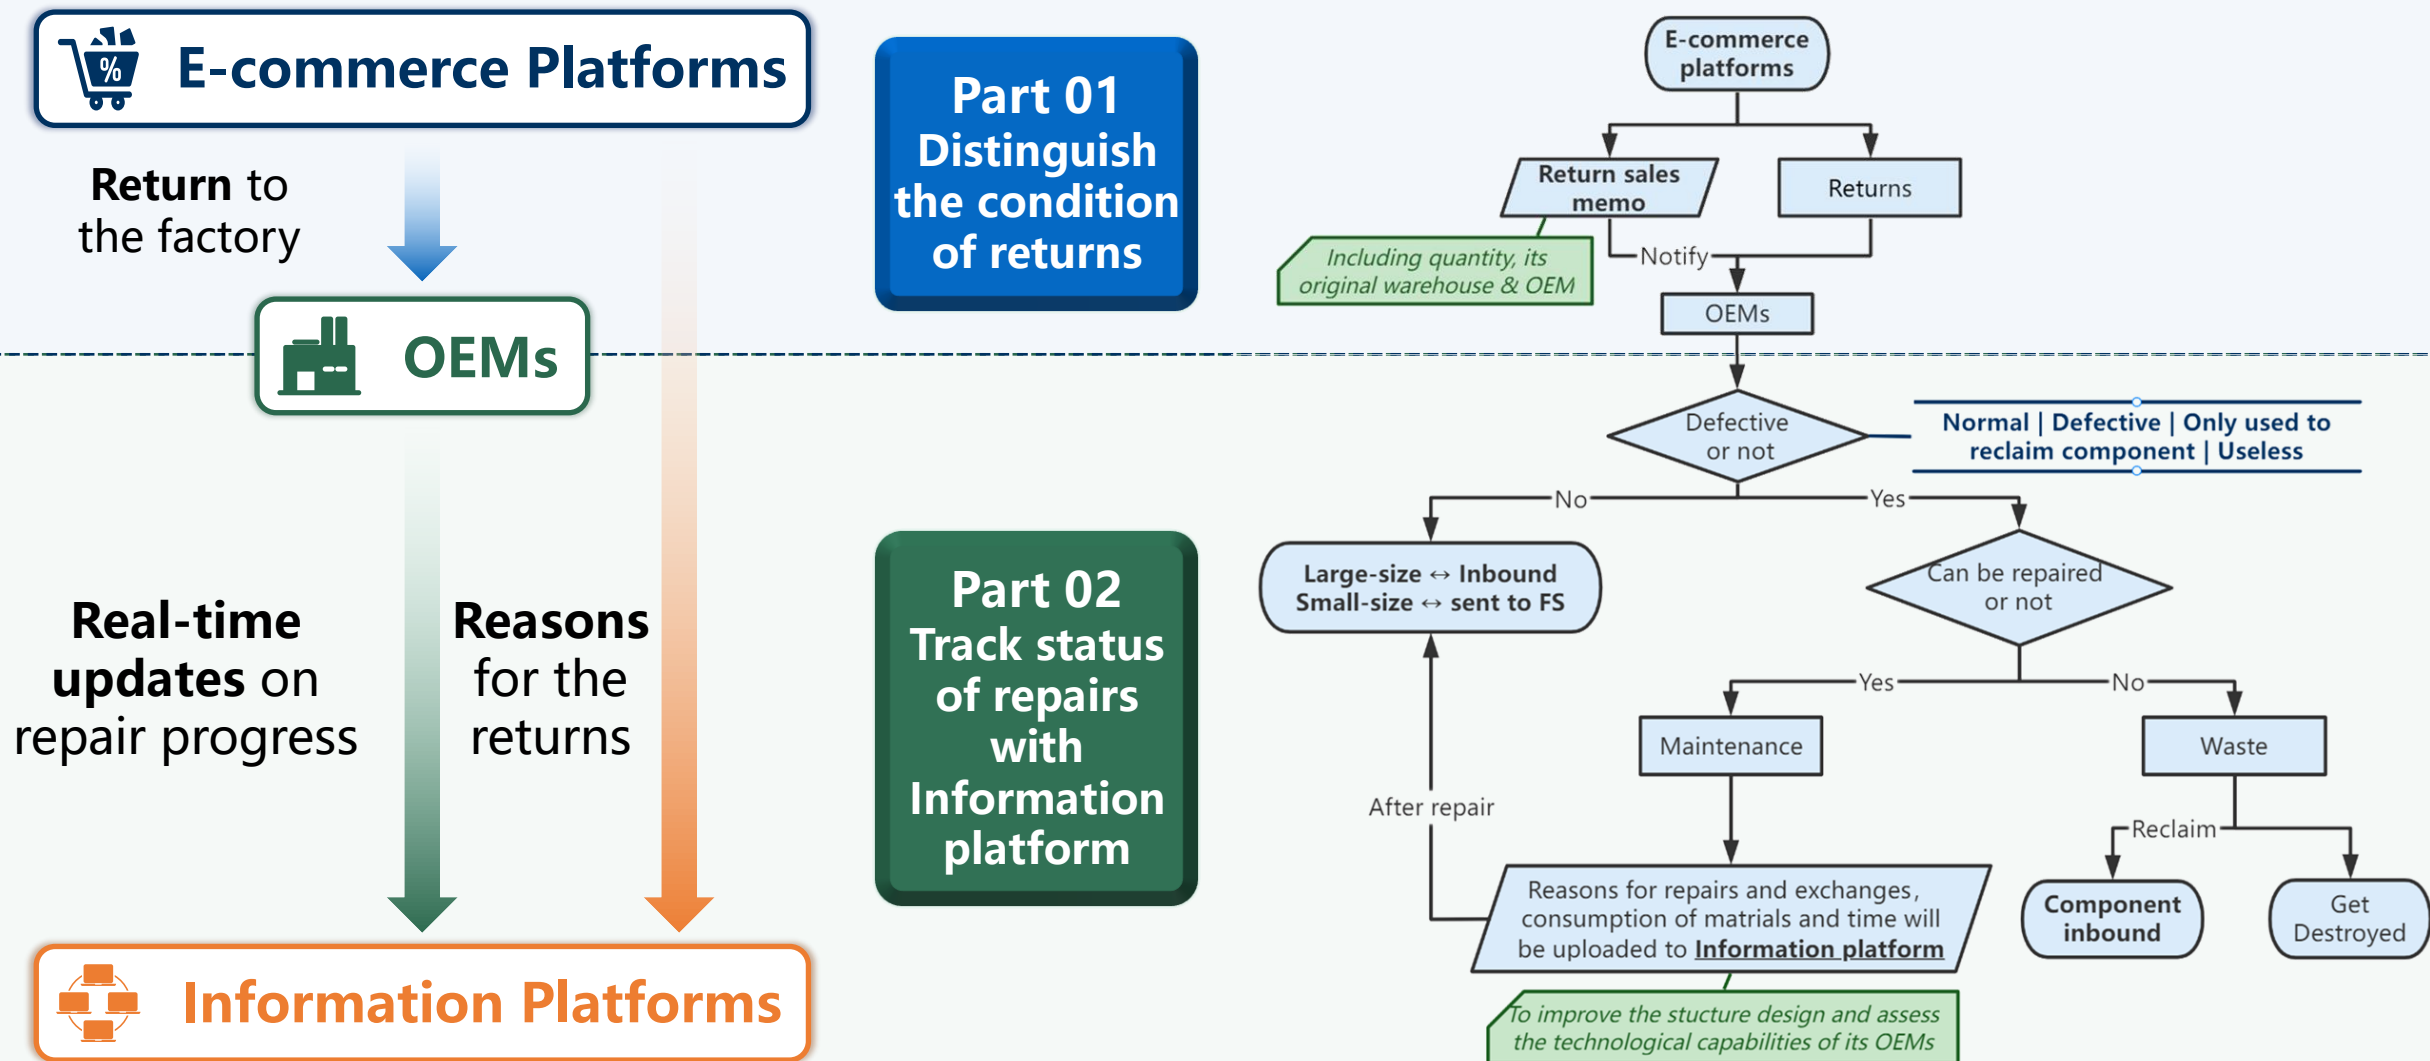 E-commerce Platforms
%
Return to
the factory
OEMs
Real-time
updates on
repair progress
Reasons
for the
returns
Information Platforms
Part 01
Distinguish
the condition
of returns
Part 02
Track status
of repairs
with
Information
platform
E-commerce
platforms
Return sales
memo
Returns
Including quantity, its
original warehouse & OEM
Notify
OEMs
Defective
or not
Normal | Defective | Only used to
reclaim component | Useless
No
Yes
Large-size ↔ Inbound
Small-size ↔ sent to FS
Can be repaired
or not
Yes
No
Maintenance
Waste
After repair
Reclaim
Reasons for repairs and exchanges,
consumption of matrials and time will
be uploaded to Information platform
Component
inbound
Get
Destroyed
To improve the stucture design and assess
the technological capabilities of its OEMs